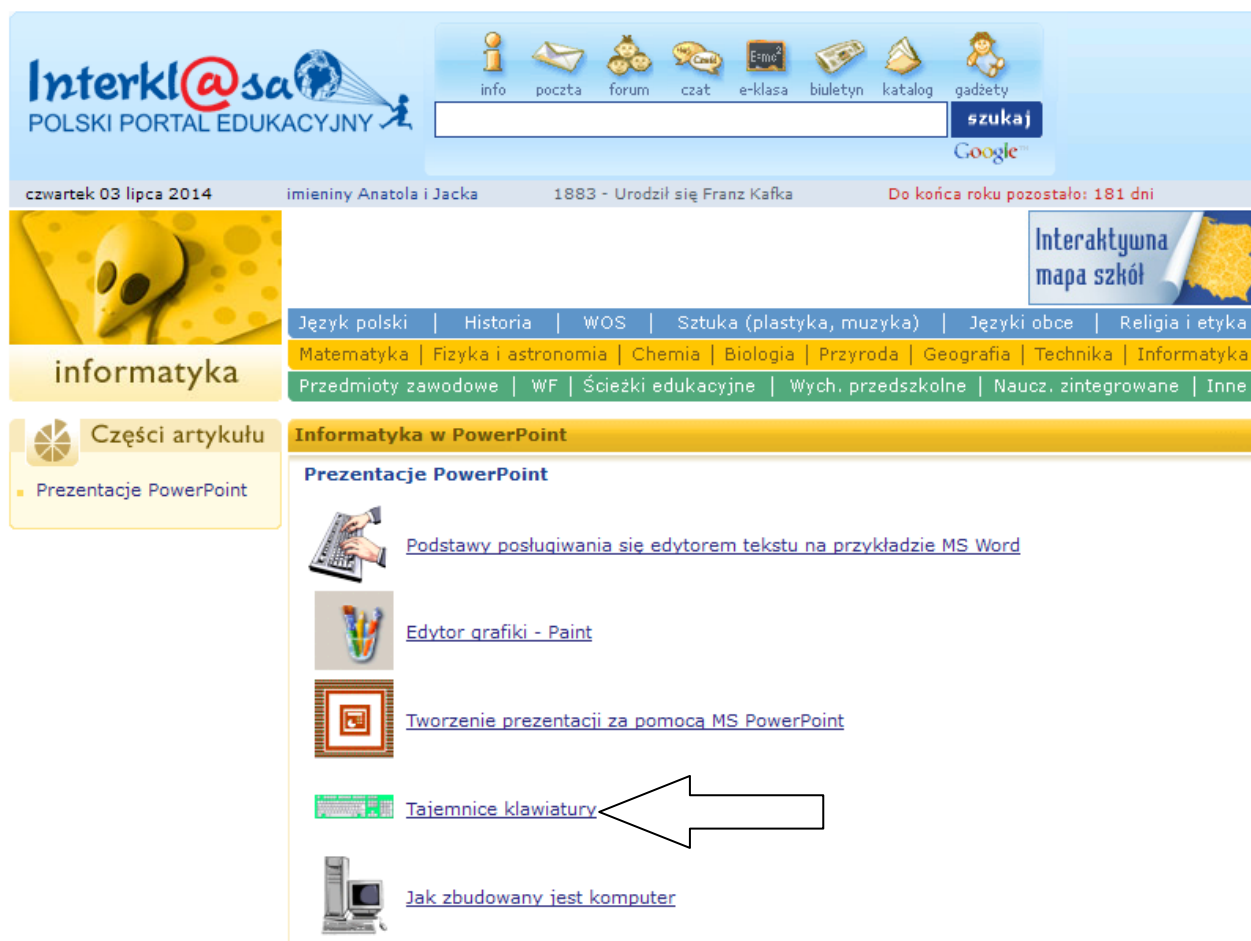 Interkl@sa
POLSKI PORTAL EDUKACYJNY
info poczta forum czat e-klasa biuletyn katalog gadżety
szukaj
Google
czwartek 03 lipca 2014 imieniny Anatola i Jacka 1883 - Urodził się Franz Kafka Do końca roku pozostało: 181 dni
Interaktywna
mapa szkół
Język polski | Historia | WOS | Sztuka (plastyka, muzyka) | Języki obce | Religia i etyka
Matematyka | Fizyka i astronomia | Chemia | Biologia | Przyroda | Geografia | Technika | Informatyka
Przedmioty zawodowe | WF | Ścieżki edukacyjne | Wych. przedszkolne | Naucz. zintegrowane | Inne
informatyka
Części artykułu
Prezentacje PowerPoint
Informatyka w PowerPoint
Prezentacje PowerPoint
Podstawy posługiwania się edytorem tekstu na przykładzie MS Word
Edytor grafiki - Paint
Tworzenie prezentacji za pomocą MS PowerPoint
Tajemnice klawiatury
Jak zbudowany jest komputer